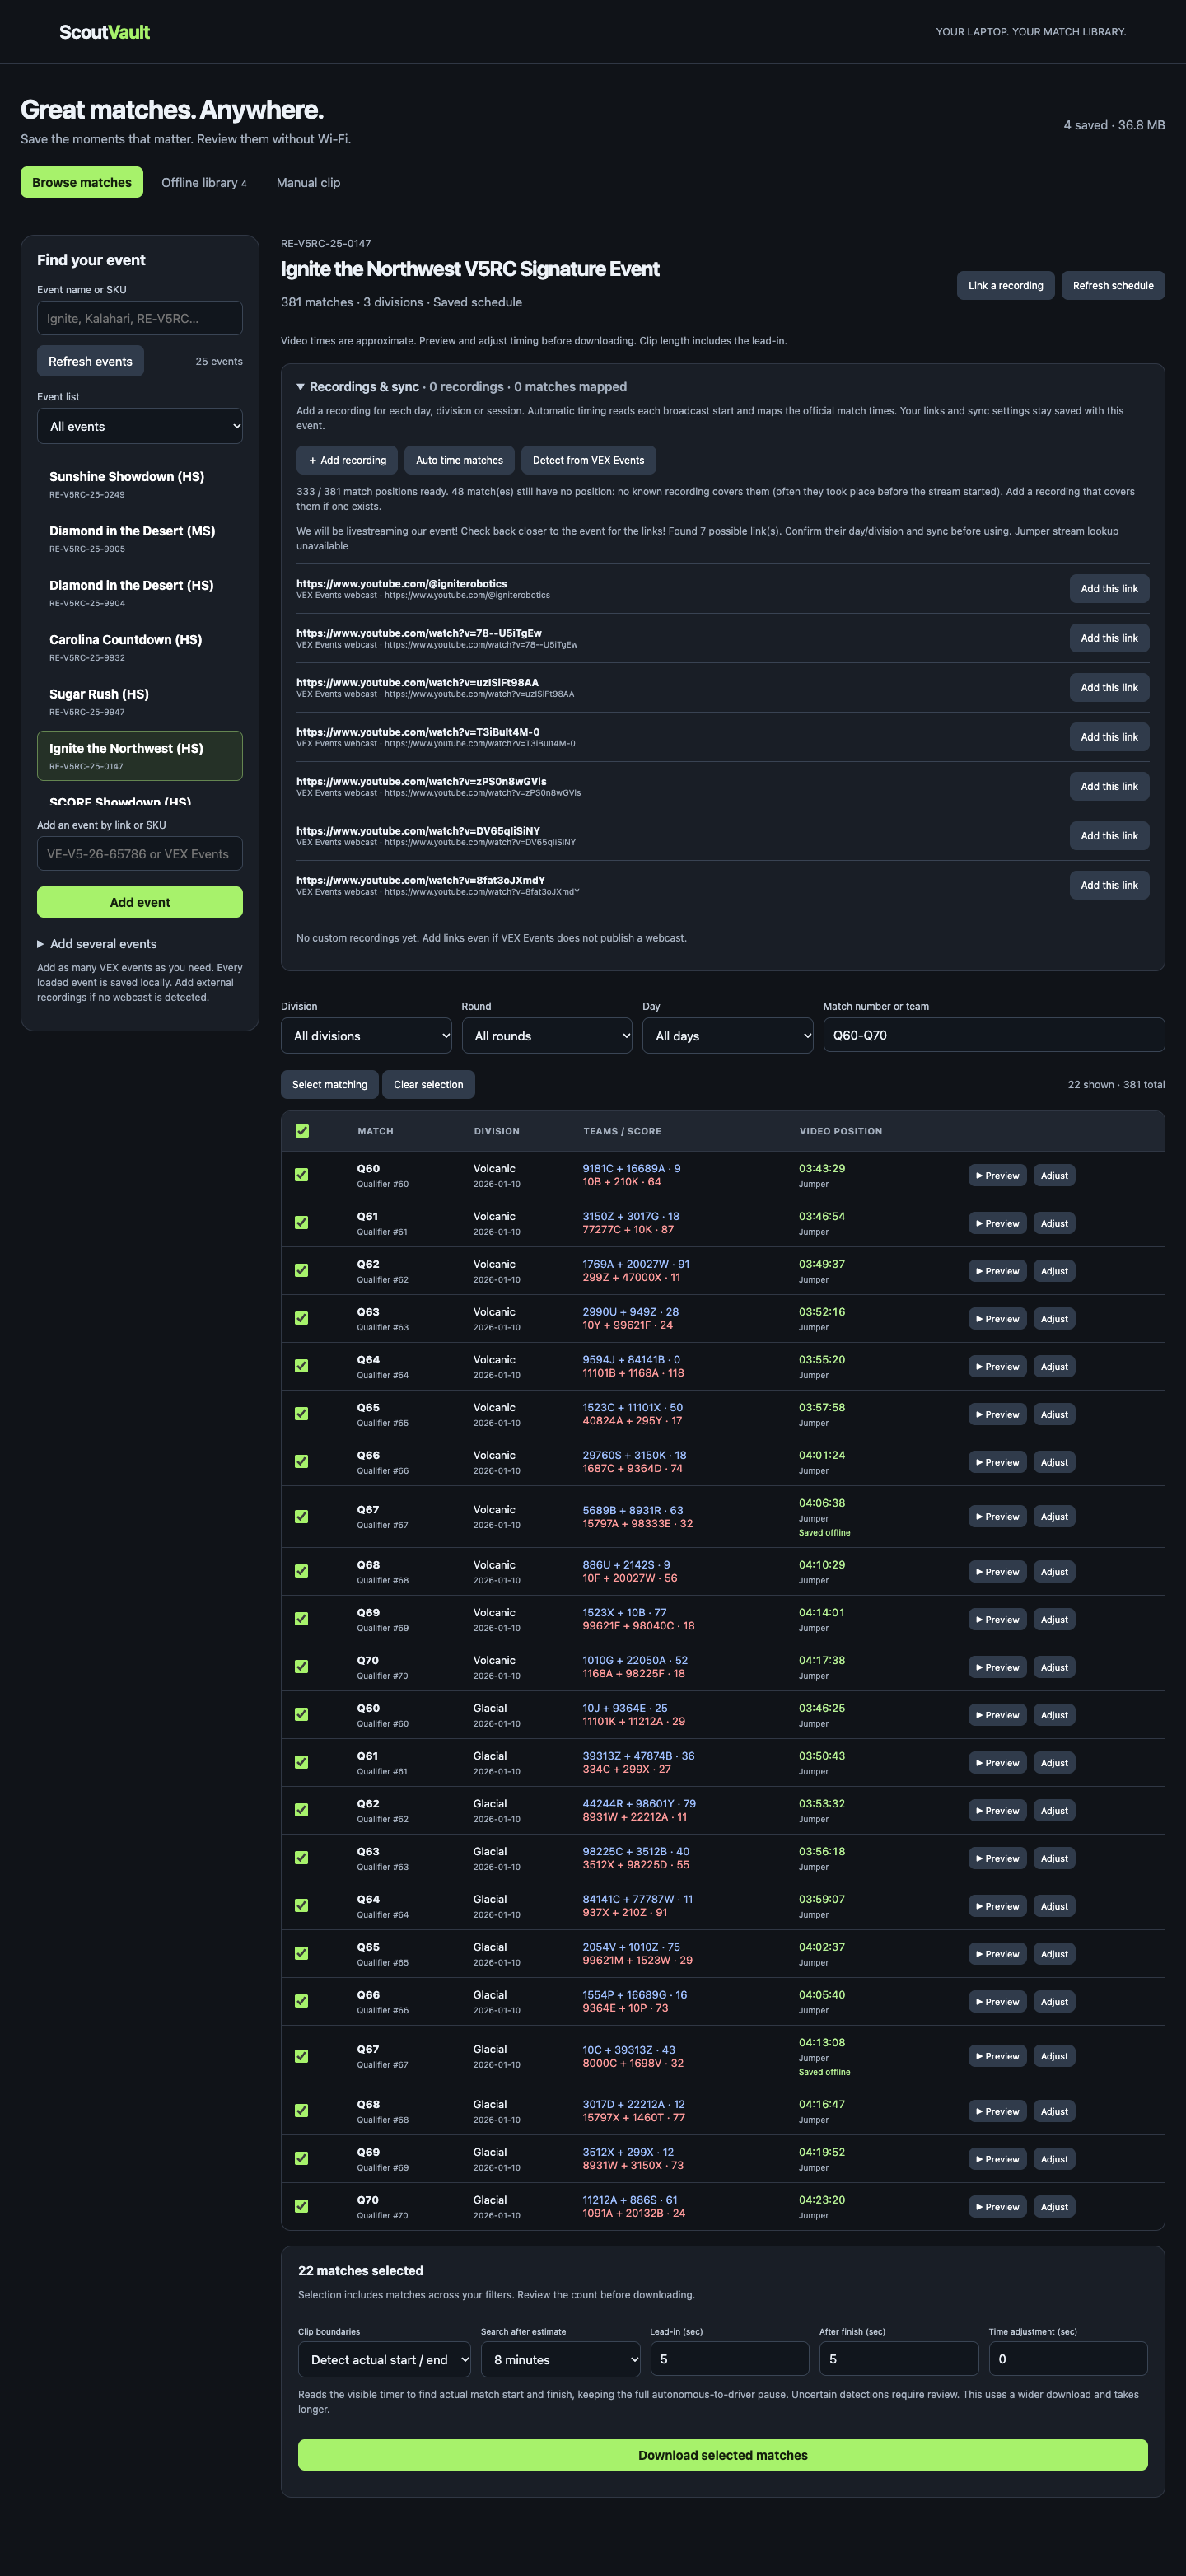 ScoutVault
YOUR LAPTOP. YOUR MATCH LIBRARY.
Great matches. Anywhere.
Save the moments that matter. Review them without Wi-Fi.
4 saved · 36.8 MB
Browse matches
Offline library 4
Manual clip
Find your event
Event name or SKU
Ignite, Kalahari, RE-V5RC...
Refresh events
25 events
Event list
All events
Sunshine Showdown (HS)
RE-V5RC-25-0249
Diamond in the Desert (MS)
RE-V5RC-25-9905
Diamond in the Desert (HS)
RE-V5RC-25-9904
Carolina Countdown (HS)
RE-V5RC-25-9932
Sugar Rush (HS)
RE-V5RC-25-9947
Ignite the Northwest (HS)
RE-V5RC-25-0147
SCORE Showdown (HS)
Add an event by link or SKU
VE-V5-26-65786 or VEX Events
Add event
▶ Add several events
Add as many VEX events as you need. Every
loaded event is saved locally. Add external
recordings if no webcast is detected.
RE-V5RC-25-0147
Ignite the Northwest V5RC Signature Event
381 matches · 3 divisions · Saved schedule
Link a recording
Refresh schedule
Video times are approximate. Preview and adjust timing before downloading. Clip length includes the lead-in.
▼ Recordings & sync · 0 recordings · 0 matches mapped
Add a recording for each day, division or session. Automatic timing reads each broadcast start and maps the official match times. Your links and sync settings stay saved with this
event.
+ Add recording
Auto time matches
Detect from VEX Events
333 / 381 match positions ready. 48 match(es) still have no position: no known recording covers them (often they took place before the stream started). Add a recording that covers
them if one exists.
We will be livestreaming our event! Check back closer to the event for the links! Found 7 possible link(s). Confirm their day/division and sync before using. Jumper stream lookup
unavailable
https://www.youtube.com/@igniterobotics
VEX Events webcast · https://www.youtube.com/@igniterobotics
Add this link
https://www.youtube.com/watch?v=78--U5iTgEw
VEX Events webcast · https://www.youtube.com/watch?v=78--U5iTgEw
Add this link
https://www.youtube.com/watch?v=uzISlFt98AA
VEX Events webcast · https://www.youtube.com/watch?v=uzISlFt98AA
Add this link
https://www.youtube.com/watch?v=T3iBult4M-0
VEX Events webcast · https://www.youtube.com/watch?v=T3iBult4M-0
Add this link
https://www.youtube.com/watch?v=zPS0n8wGVls
VEX Events webcast · https://www.youtube.com/watch?v=zPS0n8wGVls
Add this link
https://www.youtube.com/watch?v=DV65qliSiNY
VEX Events webcast · https://www.youtube.com/watch?v=DV65qliSiNY
Add this link
https://www.youtube.com/watch?v=8fat3oJXmdY
VEX Events webcast · https://www.youtube.com/watch?v=8fat3oJXmdY
Add this link
No custom recordings yet. Add links even if VEX Events does not publish a webcast.
Division
Round
Day
Match number or team
All divisions
All rounds
All days
Q60-Q70
Select matching
Clear selection
22 shown · 381 total
MATCH DIVISION TEAMS / SCORE VIDEO POSITION
Q60 Volcanic 9181C + 16689A · 9 03:43:29 ▶ Preview Adjust
Qualifier #60 2026-01-10 10B + 210K · 64 Jumper
Q61 Volcanic 3150Z + 3017G · 18 03:46:54 ▶ Preview Adjust
Qualifier #61 2026-01-10 77277C + 10K · 87 Jumper
Q62 Volcanic 1769A + 20027W · 91 03:49:37 ▶ Preview Adjust
Qualifier #62 2026-01-10 299Z + 47000X · 11 Jumper
Q63 Volcanic 2990U + 949Z · 28 03:52:16 ▶ Preview Adjust
Qualifier #63 2026-01-10 10Y + 99621F · 24 Jumper
Q64 Volcanic 9594J + 84141B · 0 03:55:20 ▶ Preview Adjust
Qualifier #64 2026-01-10 11101B + 1168A · 118 Jumper
Q65 Volcanic 1523C + 11101X · 50 03:57:58 ▶ Preview Adjust
Qualifier #65 2026-01-10 40824A + 295Y · 17 Jumper
Q66 Volcanic 29760S + 3150K · 18 04:01:24 ▶ Preview Adjust
Qualifier #66 2026-01-10 1687C + 9364D · 74 Jumper
Q67 Volcanic 5689B + 8931R · 63 04:06:38 ▶ Preview Adjust
Qualifier #67 2026-01-10 15797A + 98333E · 32 Jumper
Saved offline
Q68 Volcanic 886U + 2142S · 9 04:10:29 ▶ Preview Adjust
Qualifier #68 2026-01-10 10F + 20027W · 56 Jumper
Q69 Volcanic 1523X + 10B · 77 04:14:01 ▶ Preview Adjust
Qualifier #69 2026-01-10 99621F + 98040C · 18 Jumper
Q70 Volcanic 1010G + 22050A · 52 04:17:38 ▶ Preview Adjust
Qualifier #70 2026-01-10 1168A + 98225F · 18 Jumper
Q60 Glacial 10J + 9364E · 25 03:46:25 ▶ Preview Adjust
Qualifier #60 2026-01-10 11101K + 11212A · 29 Jumper
Q61 Glacial 39313Z + 47874B · 36 03:50:43 ▶ Preview Adjust
Qualifier #61 2026-01-10 334C + 299X · 27 Jumper
Q62 Glacial 44244R + 98601Y · 79 03:53:32 ▶ Preview Adjust
Qualifier #62 2026-01-10 8931W + 22212A · 11 Jumper
Q63 Glacial 98225C + 3512B · 40 03:56:18 ▶ Preview Adjust
Qualifier #63 2026-01-10 3512X + 98225D · 55 Jumper
Q64 Glacial 84141C + 77787W · 11 03:59:07 ▶ Preview Adjust
Qualifier #64 2026-01-10 937X + 210Z · 91 Jumper
Q65 Glacial 2054V + 1010Z · 75 04:02:37 ▶ Preview Adjust
Qualifier #65 2026-01-10 99621M + 1523W · 29 Jumper
Q66 Glacial 1554P + 16689G · 16 04:05:40 ▶ Preview Adjust
Qualifier #66 2026-01-10 9364E + 10P · 73 Jumper
Q67 Glacial 10C + 39313Z · 43 04:13:08 ▶ Preview Adjust
Qualifier #67 2026-01-10 8000C + 1698V · 32 Jumper
Saved offline
Q68 Glacial 3017D + 22212A · 12 04:16:47 ▶ Preview Adjust
Qualifier #68 2026-01-10 15797X + 1460T · 77 Jumper
Q69 Glacial 3512X + 299X · 12 04:19:52 ▶ Preview Adjust
Qualifier #69 2026-01-10 8931W + 3150X · 73 Jumper
Q70 Glacial 11212A + 886S · 61 04:23:20 ▶ Preview Adjust
Qualifier #70 2026-01-10 1091A + 20132B · 24 Jumper
22 matches selected
Selection includes matches across your filters. Review the count before downloading.
Clip boundaries
Search after estimate
Lead-in (sec)
After finish (sec)
Time adjustment (sec)
Detect actual start / end
8 minutes
5
5
0
Reads the visible timer to find actual match start and finish, keeping the full autonomous-to-driver pause. Uncertain detections require review. This uses a wider download and takes
longer.
Download selected matches